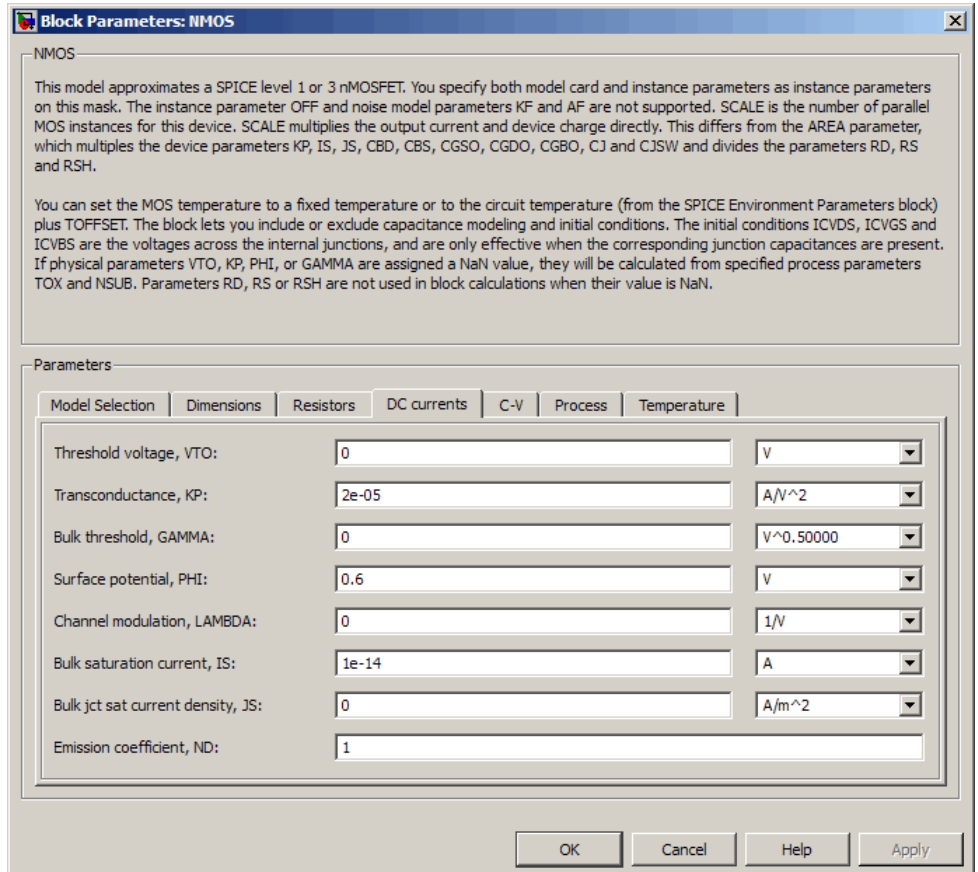 Block Parameters: NMOS
NMOS
This model approximates a SPICE level 1 or 3 nMOSFET. You specify both model card and instance parameters as instance parameters
on this mask. The instance parameter OFF and noise model parameters KF and AF are not supported. SCALE is the number of parallel
MOS instances for this device. SCALE multiplies the output current and device charge directly. This differs from the AREA parameter,
which multiplies the device parameters KP, IS, JS, CBD, CBS, CGSO, CGDO, CGBO, CJ and CJSW and divides the parameters RD, RS
and RSH.
You can set the MOS temperature to a fixed temperature or to the circuit temperature (from the SPICE Environment Parameters block)
plus TOFFSET. The block lets you include or exclude capacitance modeling and initial conditions. The initial conditions ICVDS, ICVGS and
ICVBS are the voltages across the internal junctions, and are only effective when the corresponding junction capacitances are present.
If physical parameters VTO, KP, PHI, or GAMMA are assigned a NaN value, they will be calculated from specified process parameters
TOX and NSUB. Parameters RD, RS or RSH are not used in block calculations when their value is NaN.
Parameters
Model Selection Dimensions Resistors DC currents C-V Process Temperature
Threshold voltage, VTO: 0 V
Transconductance, KP: 2e-05 A/V^2
Bulk threshold, GAMMA: 0 V^0.50000
Surface potential, PHI: 0.6 V
Channel modulation, LAMBDA: 0 1/V
Bulk saturation current, IS: 1e-14 A
Bulk jct sat current density, JS: 0 A/m^2
Emission coefficient, ND: 1
OK Cancel Help Apply